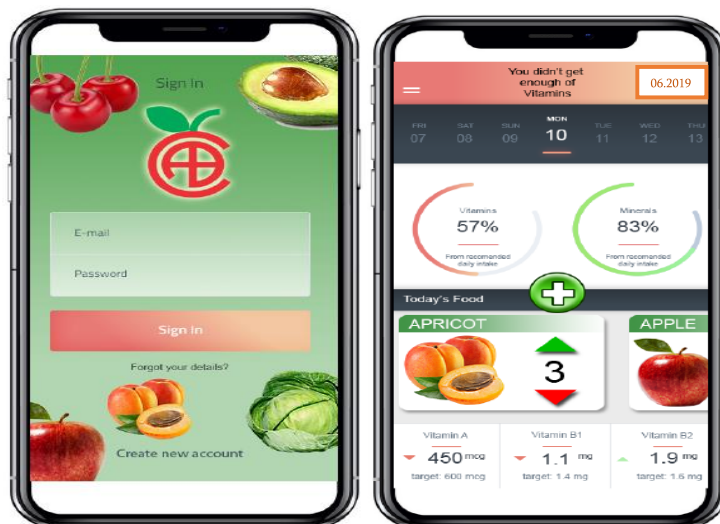 Sign In
E-mail
Password
Sign In
Forgot your details?
Create new account
You didn't get
enough of
Vitamins
06.2019
FRI SAT SUN MON TUE WED THU
07 08 09 10 11 12 13
Vitamins
57%
From recomended
daily intake
Minerals
83%
From recomended
daily intake
Today's Food
APRICOT
3
APPLE
Vitamin A
450 mcg
target: 600 mcg
Vitamin B1
1.1 mg
target: 1.4 mg
Vitamin B2
1.9 mg
target: 1.6 mg